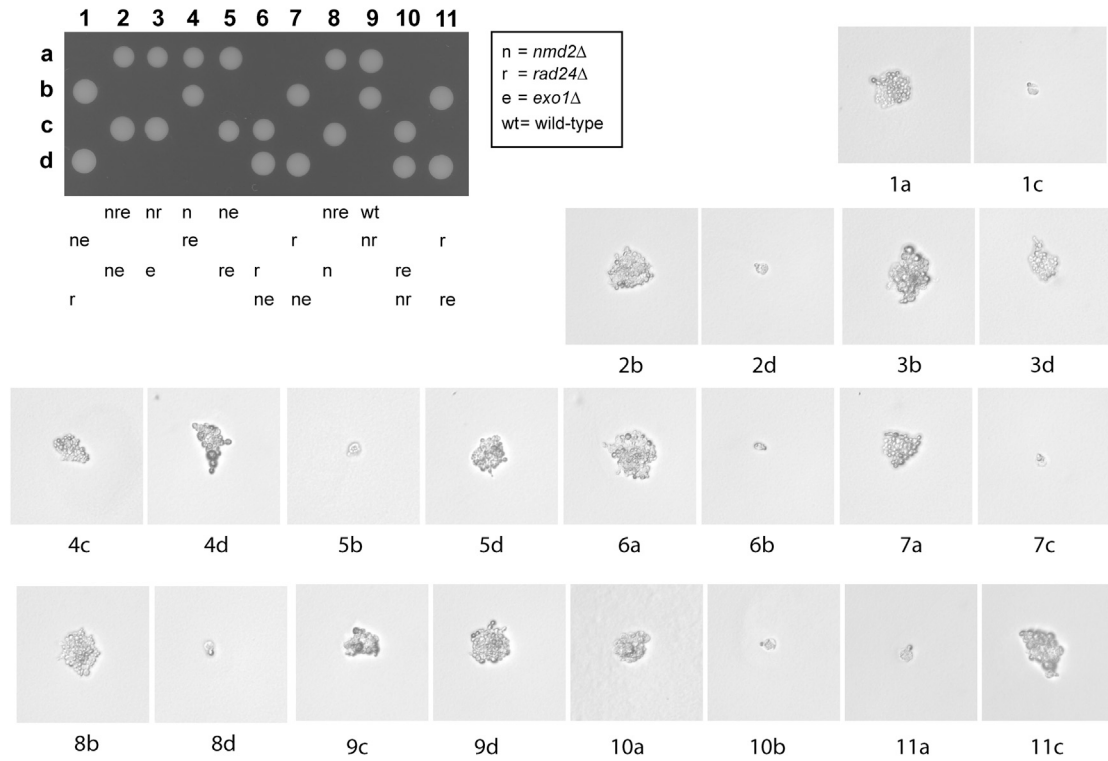 1 2 3 4 5 6 7 8 9 10 11
a
b
c
d
n = nmd2Δ
r = rad24Δ
e = exo1Δ
wt= wild-type
nre nr n ne nre wt
ne re r nr r
ne e re r n re
r ne ne nr re
1a 1c
2b 2d 3b 3d
4c 4d 5b 5d 6a 6b 7a 7c
8b 8d 9c 9d 10a 10b 11a 11c